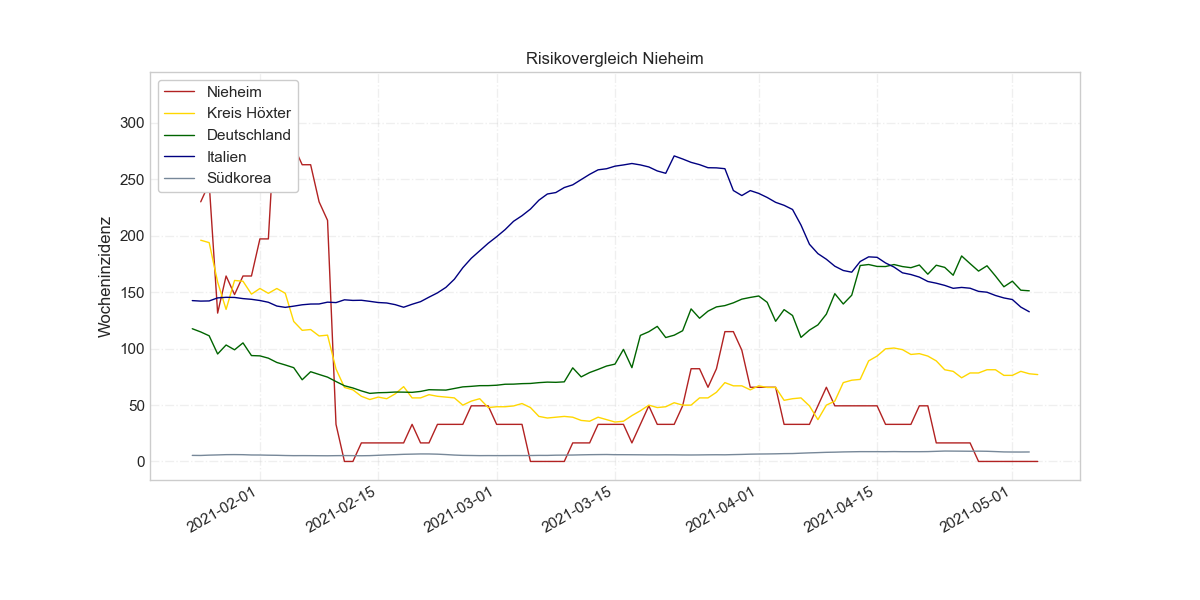 Risikovergleich Nieheim
Nieheim
Kreis Höxter
Deutschland
Italien
Südkorea
Wocheninzidenz
300
250
200
150
100
50
0
2021-02-01
2021-02-15
2021-03-01
2021-03-15
2021-04-01
2021-04-15
2021-05-01